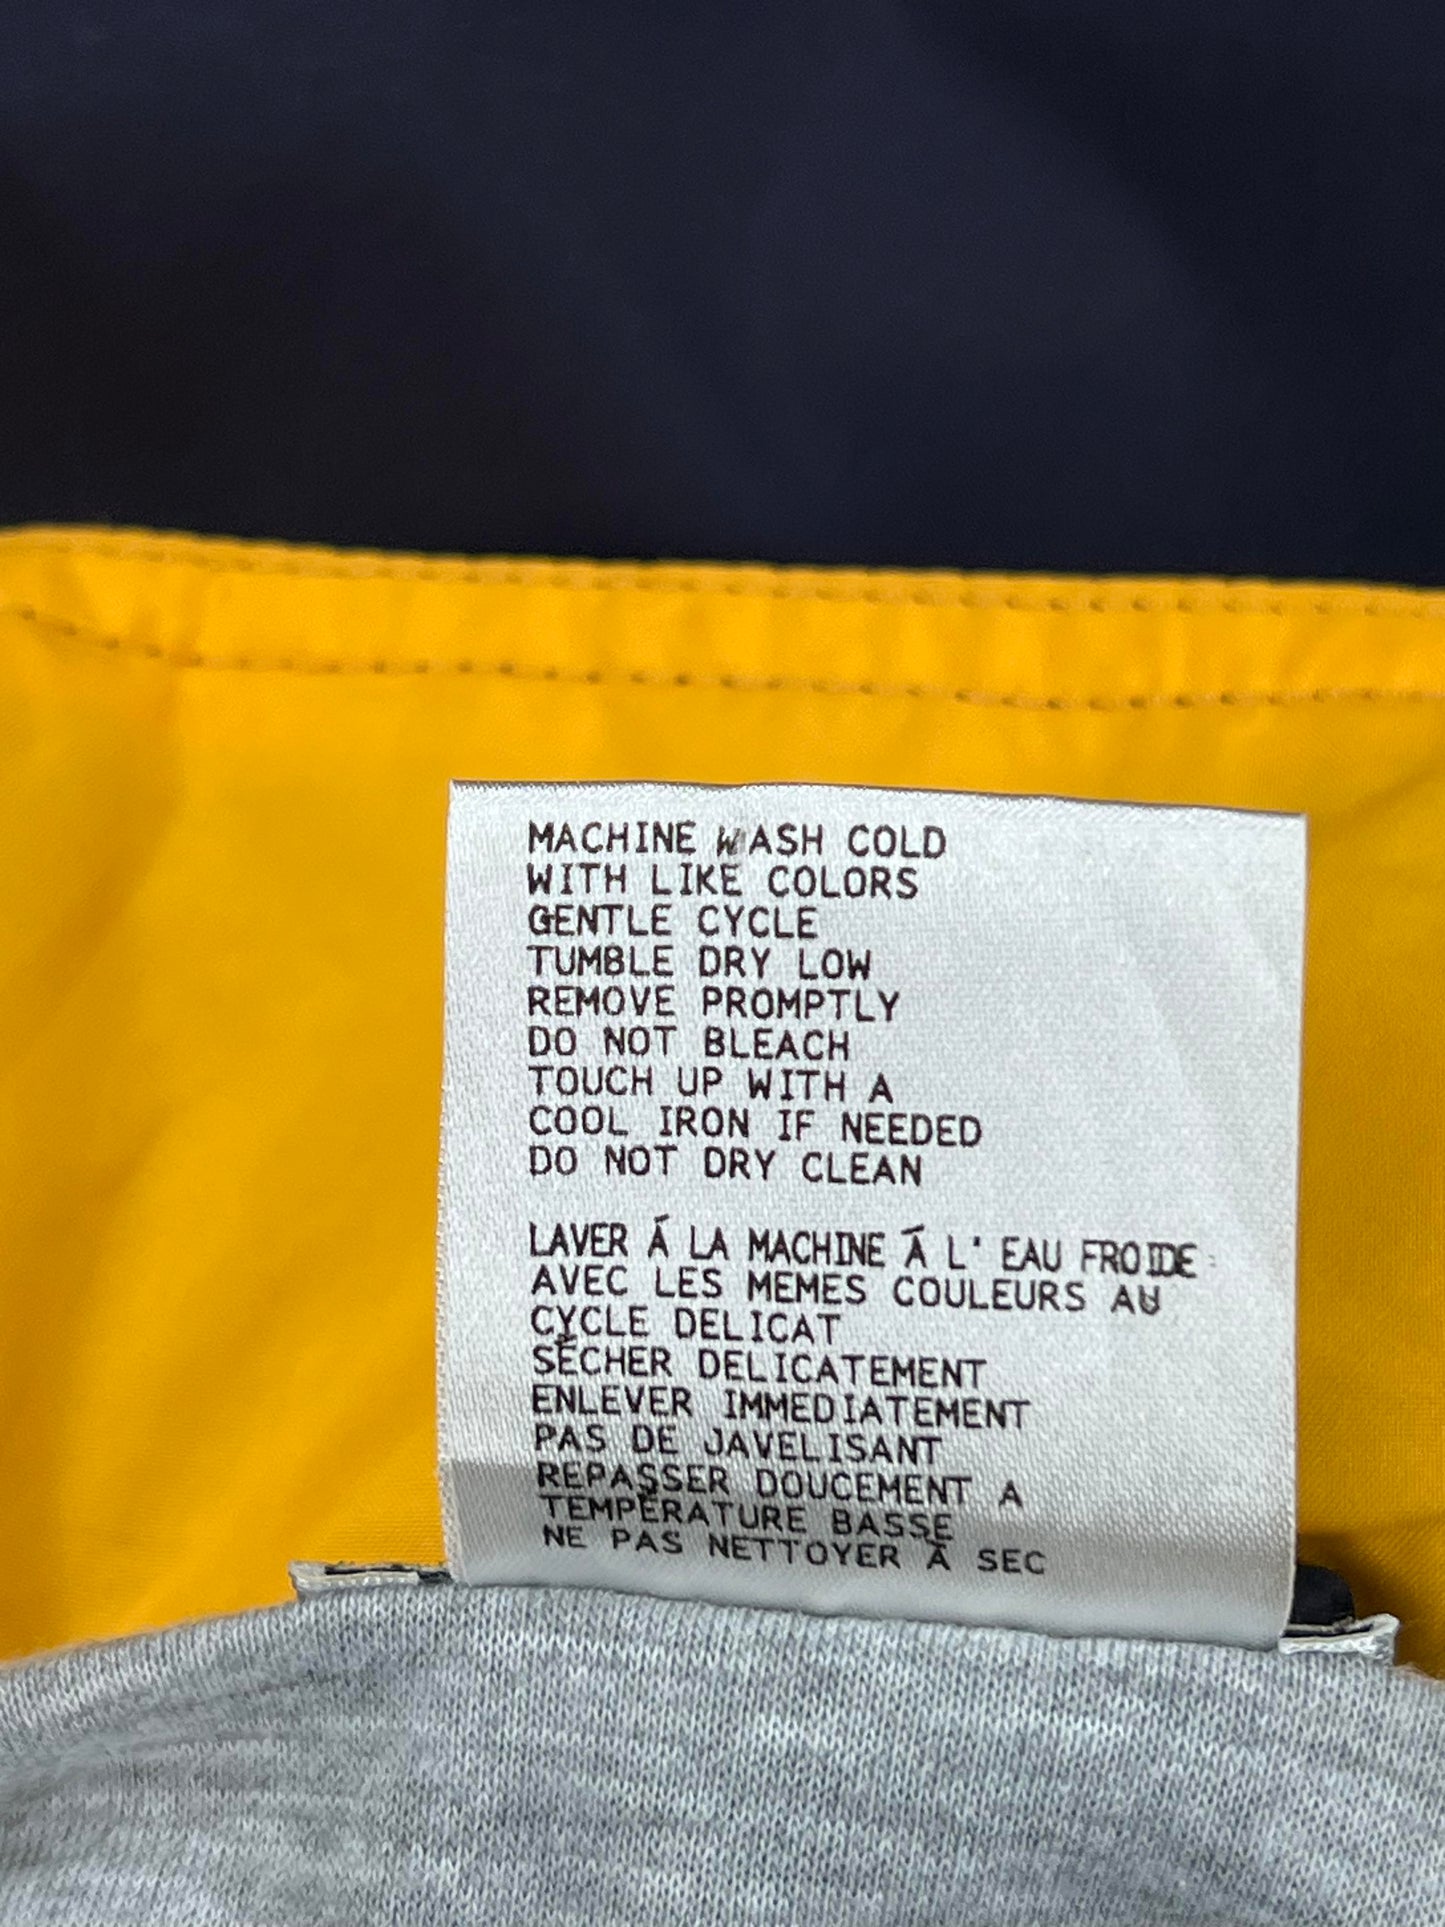 MACHINE WASH COLD
WITH LIKE COLORS
GENTLE CYCLE
TUMBLE DRY LOW
REMOVE PROMPTLY
DO NOT BLEACH
TOUCH UP WITH A
COOL IRON IF NEEDED
DO NOT DRY CLEAN
LAVER Á LA MACHINE Á L' EAU FROIDE
AVEC LES MEMES COULEURS AU
CYCLE DELICAT
SĚCHER DELICATEMENT
ENLEVER IMMEDIATEMENT
PAS DE JAVELISANT
REPASSER DOUCEMENT A
TEMPÉRATURE BASSE
NE PAS NETTOYER Á SEC